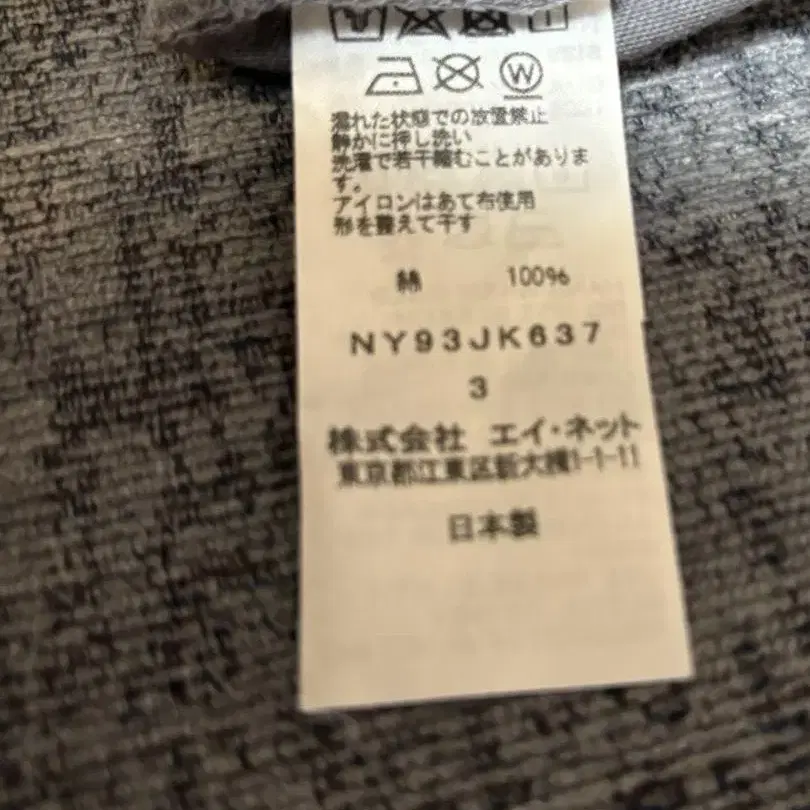 W
濡れた状態での放置禁止
静かに押し洗い
洗濯で若干縮むことがありま
す。
アイロンはあて布使用
形を整えて干す
綿 100%
NY93JK637
3
株式会社 エイ・ネット
東京都江東区新大橋1-1-11
日本製